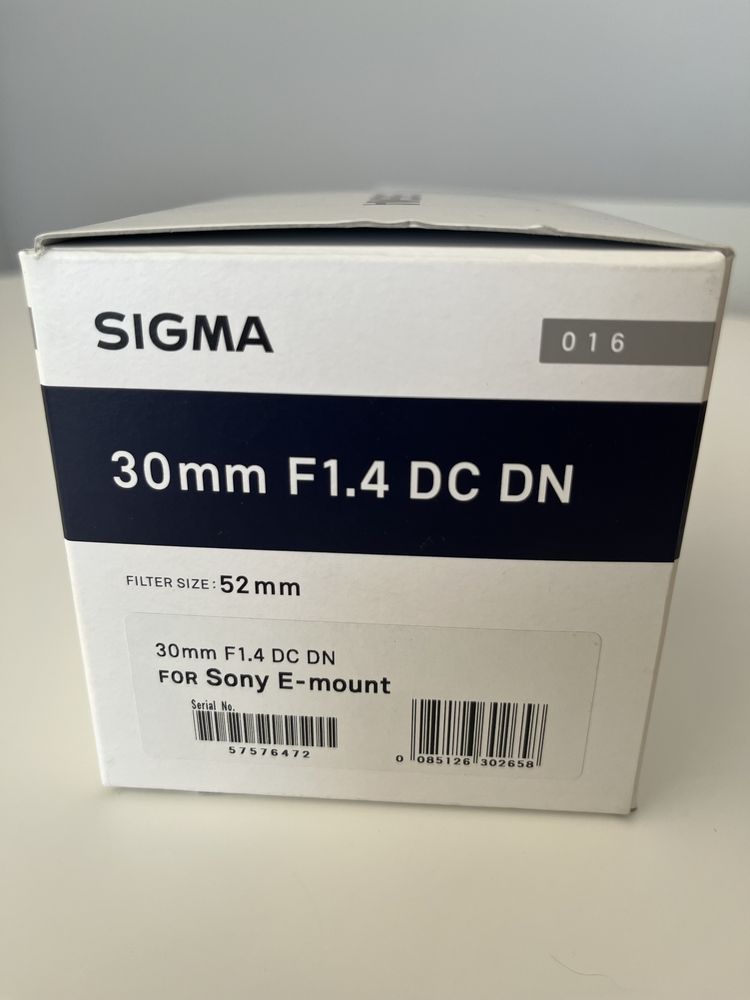 SIGMA
016
30mm F1.4 DC DN
FILTER SIZE: 52mm
30mm F1.4 DC DN
FOR Sony E-mount
Serial No.
57576472
0 085126 302658